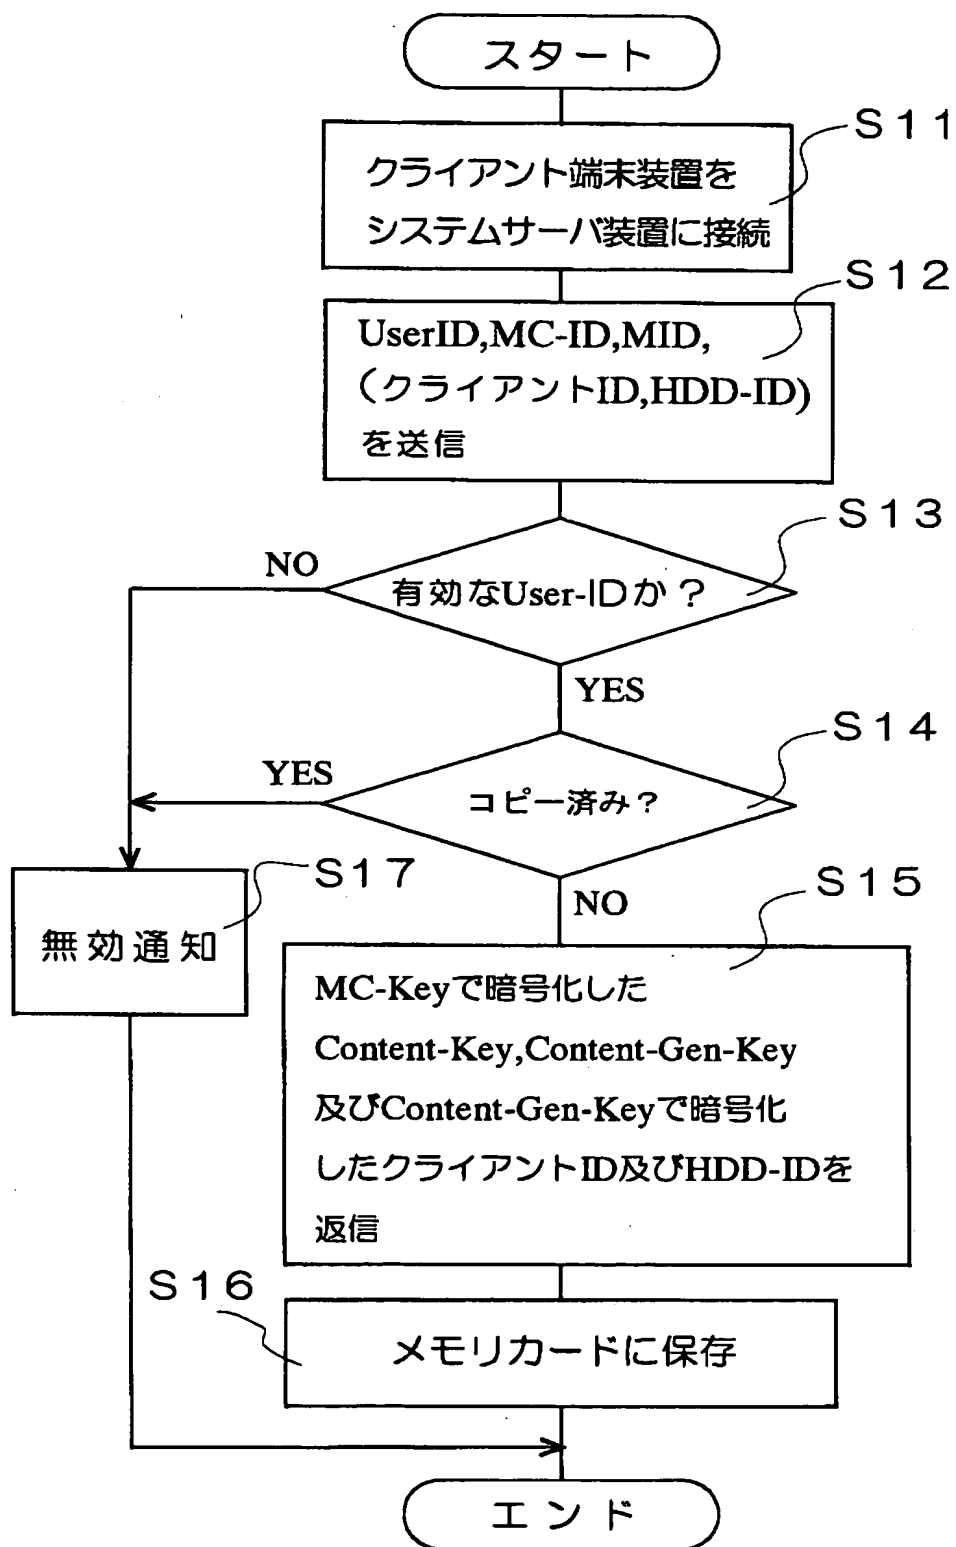 スタート
S11
クライアント端末装置を
システムサーバ装置に接続
S12
UserID,MC-ID,MID,
(クライアントID,HDD-ID)
を送信
S13
NO
有効なUser-IDか?
YES
S14
YES
コピー済み?
S17
NO
S15
無効通知
MC-Keyで暗号化した
Content-Key,Content-Gen-Key
及びContent-Gen-Keyで暗号化
したクライアントID及びHDD-IDを
返信
S16
メモリカードに保存
エンド